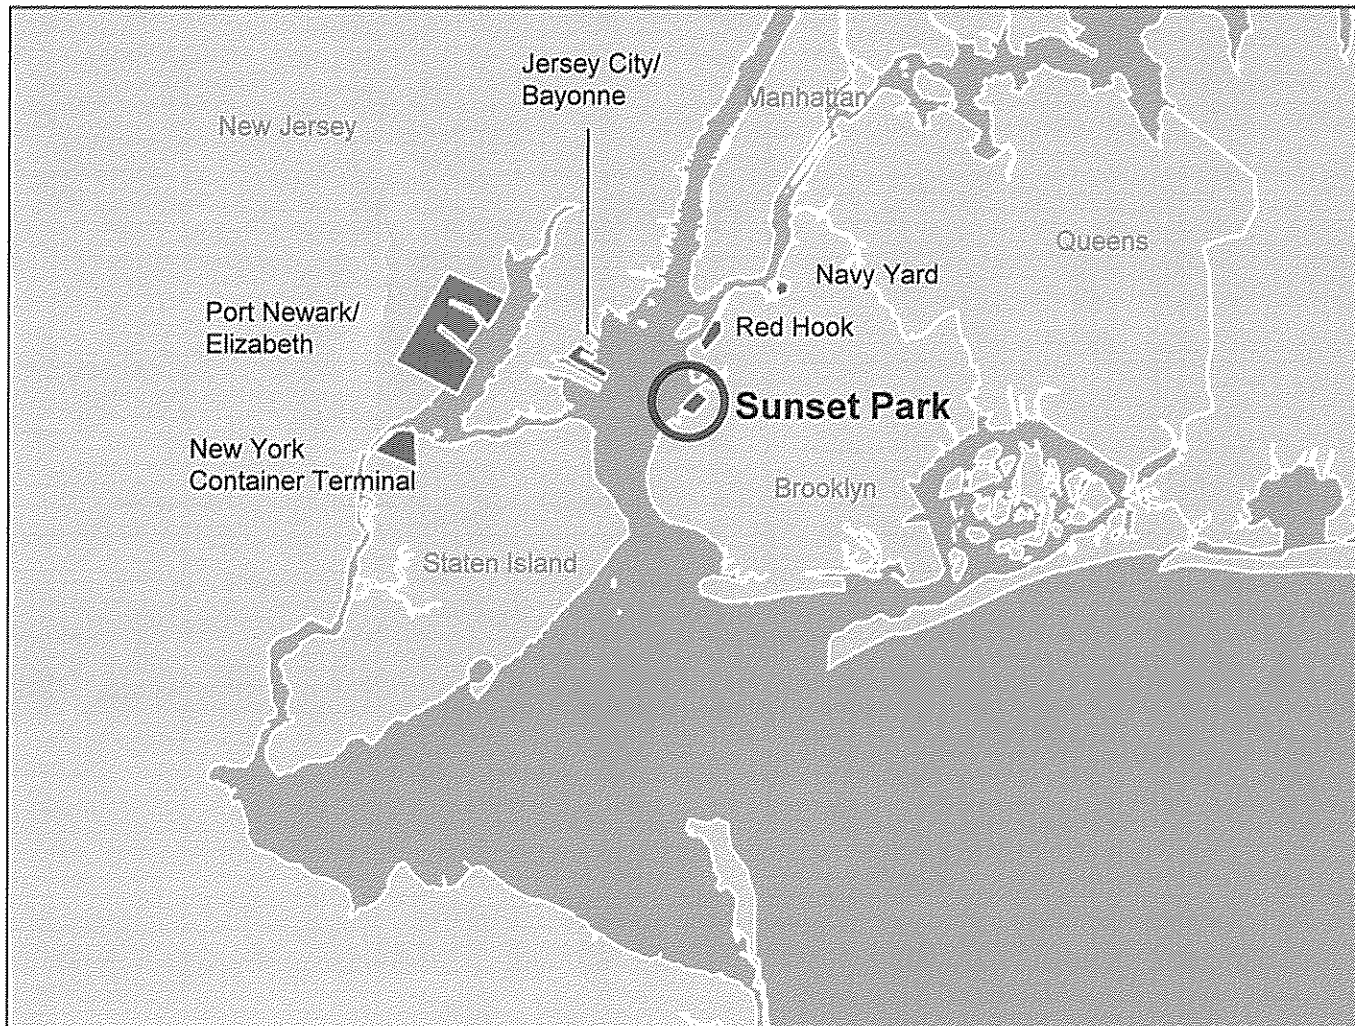 Jersey City/
Bayonne
Manhattan
New Jersey
Queens
Navy Yard
Port Newark/
Elizabeth
Red Hook
Sunset Park
New York
Container Terminal
Brooklyn
Staten Island